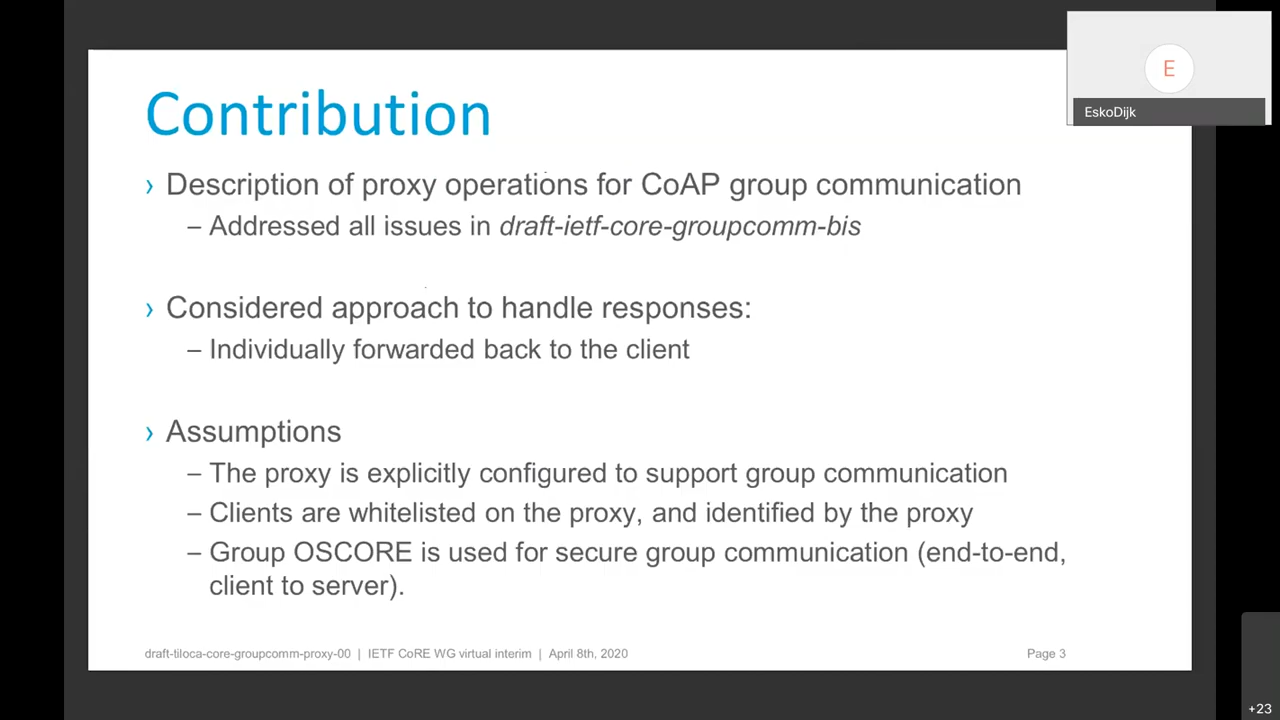 Contribution
› Description of proxy operations for CoAP group communication
– Addressed all issues in draft-ietf-core-groupcomm-bis
› Considered approach to handle responses:
– Individually forwarded back to the client
› Assumptions
– The proxy is explicitly configured to support group communication
– Clients are whitelisted on the proxy, and identified by the proxy
– Group OSCORE is used for secure group communication (end-to-end,
client to server).
draft-tiloca-core-groupcomm-proxy-00 | IETF CoRE WG virtual interim | April 8th, 2020
Page 3
E
EskoDijk
+23